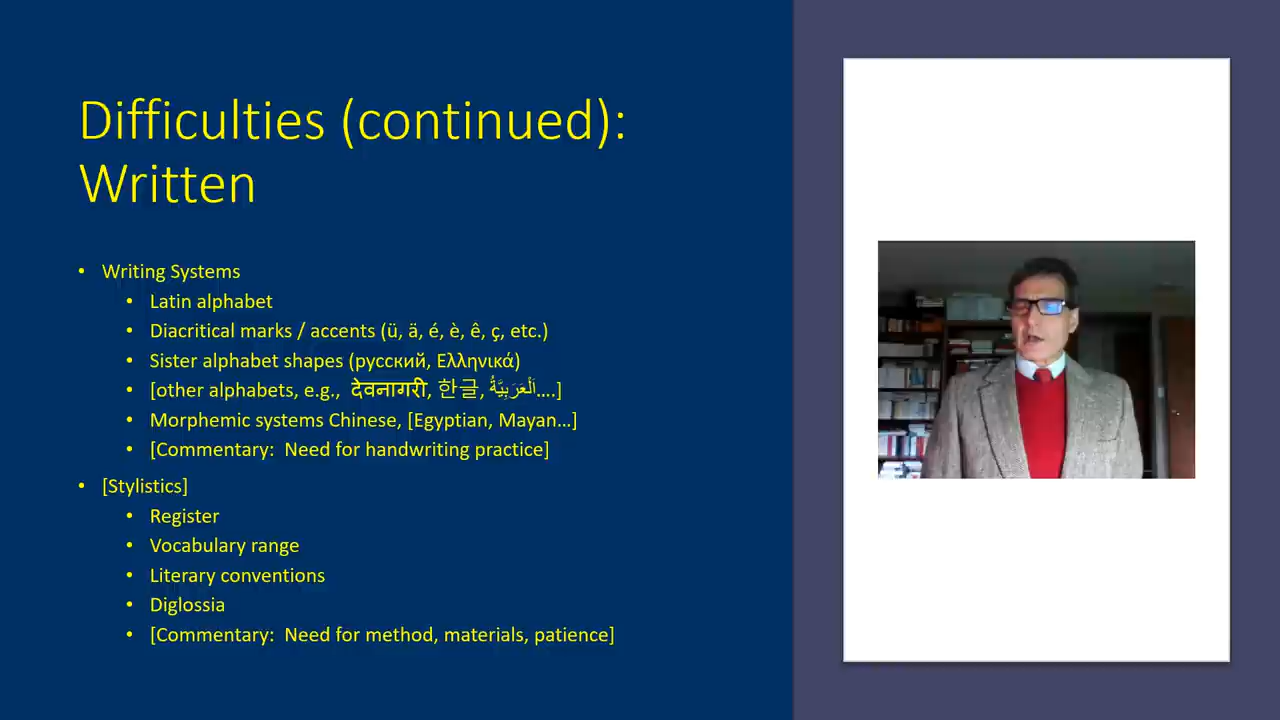 Difficulties (continued):
Written
• Writing Systems
• Latin alphabet
• Diacritical marks / accents (ü, ä, é, è, ê, ç, etc.)
• Sister alphabet shapes (русский, Ελληνικά)
• [other alphabets, e.g., देवनागरी, 한글, اَلْعَرَبِيَّةُ....]
• Morphemic systems Chinese, [Egyptian, Mayan...]
• [Commentary: Need for handwriting practice]
• [Stylistics]
• Register
• Vocabulary range
• Literary conventions
• Diglossia
• [Commentary: Need for method, materials, patience]